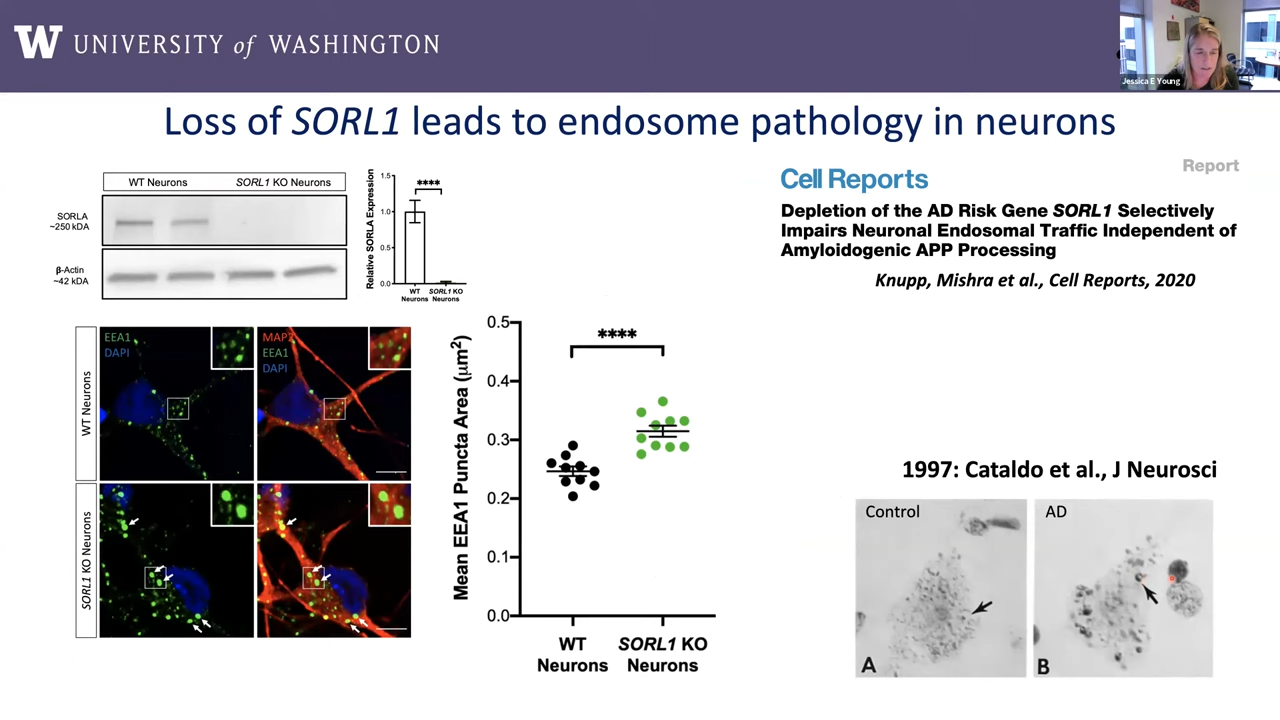 W UNIVERSITY of WASHINGTON
Jessica E Young
Loss of SORL1 leads to endosome pathology in neurons
WT Neurons
SORL1 KO Neurons
SORLA
~250 kDA
β-Actin
~42 kDA
Relative SORLA Expression
1.5
1.0
0.5
0.0
****
WT
Neurons
SORL1 KO
Neurons
Report
Cell Reports
Depletion of the AD Risk Gene SORL1 Selectively
Impairs Neuronal Endosomal Traffic Independent of
Amyloidogenic APP Processing
Knupp, Mishra et al., Cell Reports, 2020
WT Neurons
EEA1
DAPI
MAP2
EEA1
DAPI
SORL1 KO Neurons
Mean EEA1 Puncta Area (μm²)
0.5
0.4
0.3
0.2
0.1
0.0
****
WT
Neurons
SORL1 KO
Neurons
1997: Cataldo et al., J Neurosci
Control
AD
A
B